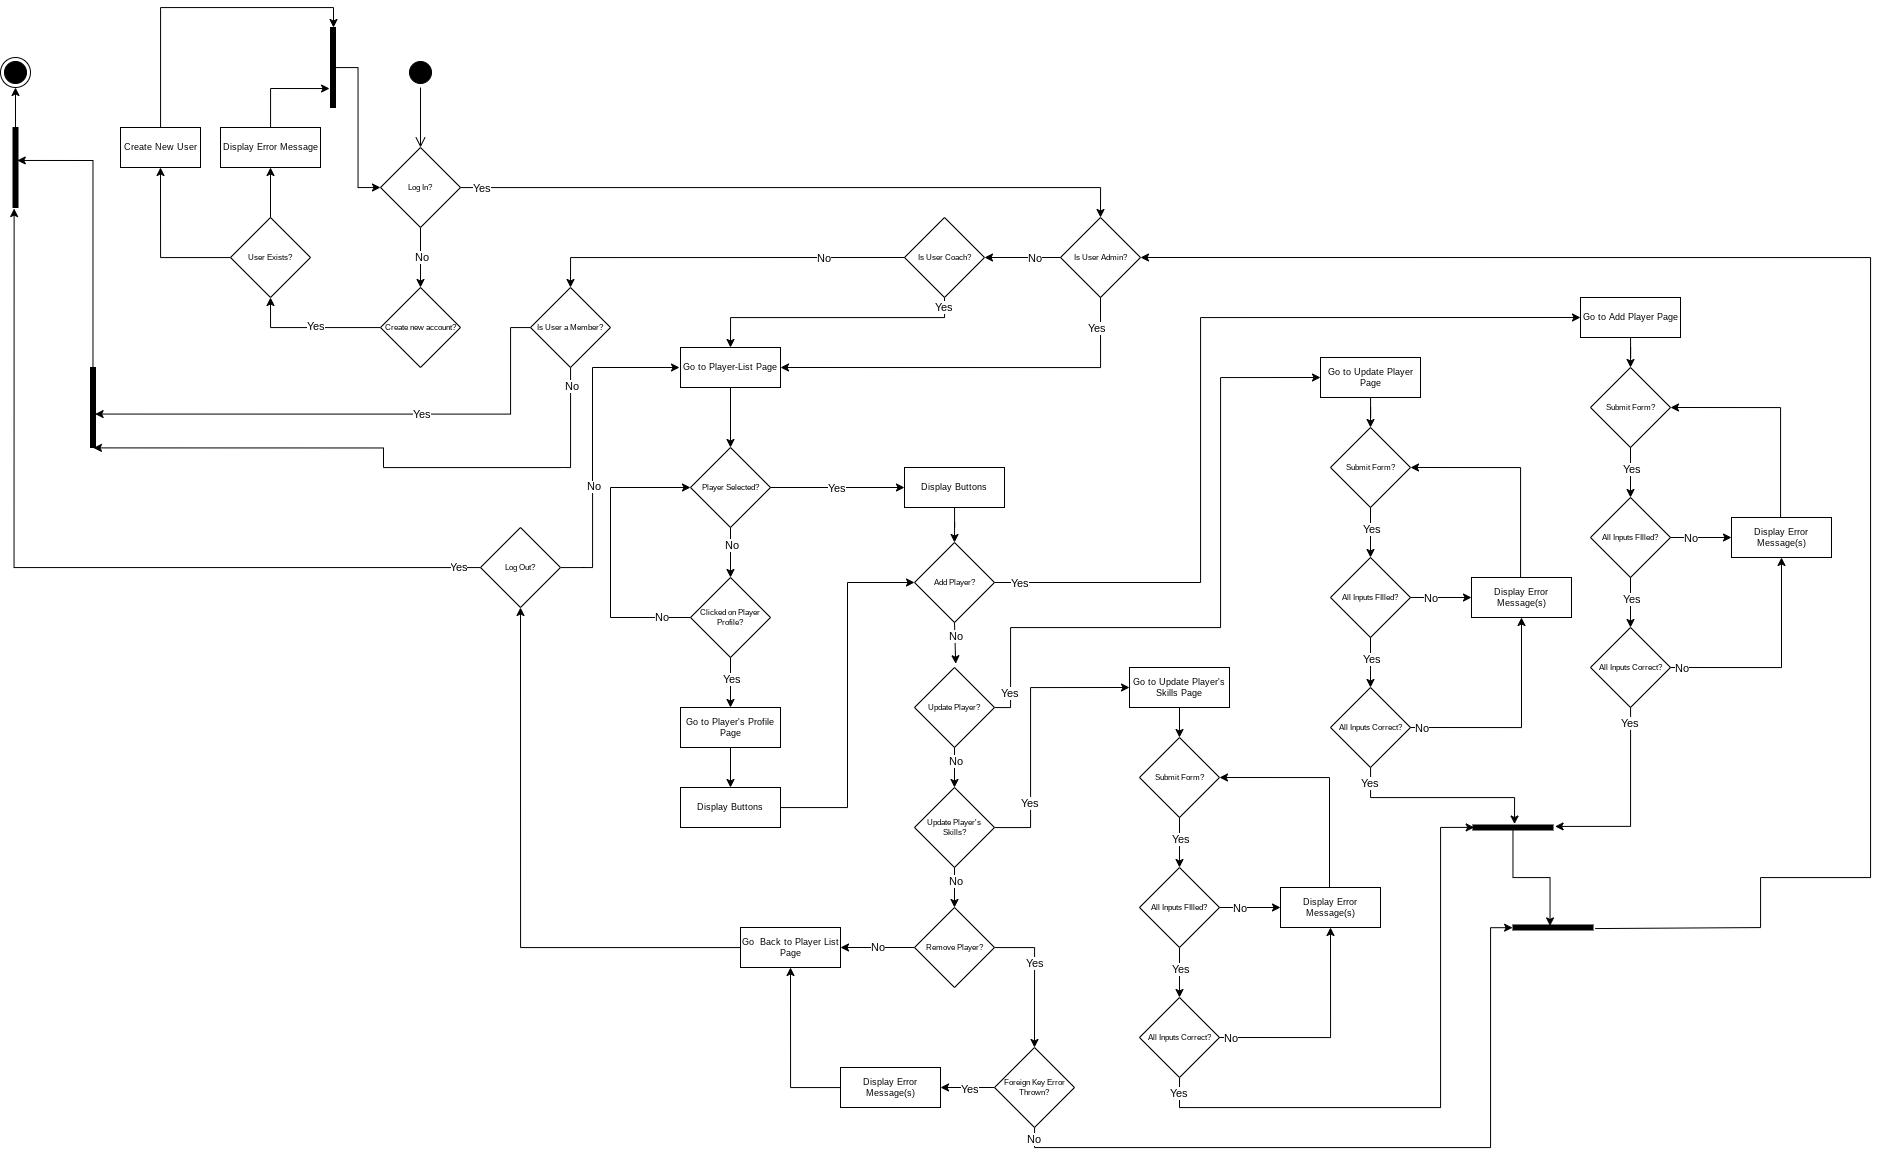 Create New User
Display Error Message
Log In?
Yes
No
User Exists?
Yes
Create new account?
Is User a Member?
No
Is User Coach?
No
Is User Admin?
Yes
Yes
Go to Player-List Page
Yes
No
No
Player Selected?
Yes
Display Buttons
No
Log Out?
Yes
Clicked on Player
Profile?
No
Yes
Go to Player's Profile
Page
Display Buttons
Add Player?
Yes
No
Update Player?
Yes
No
Update Player's
Skills?
Yes
No
Remove Player?
No
Yes
Go  Back to Player List
Page
Display Error
Message(s)
Yes
Foreign Key Error
Thrown?
No
Go to Update Player's
Skills Page
Submit Form?
Yes
All Inputs FIlled?
No
Display Error
Message(s)
Yes
All Inputs Correct?
No
Yes
Go to Update Player
Page
Submit Form?
Yes
All Inputs FIlled?
No
Display Error
Message(s)
Yes
All Inputs Correct?
No
Yes
Go to Add Player Page
Submit Form?
Yes
All Inputs FIlled?
No
Display Error
Message(s)
Yes
All Inputs Correct?
No
Yes